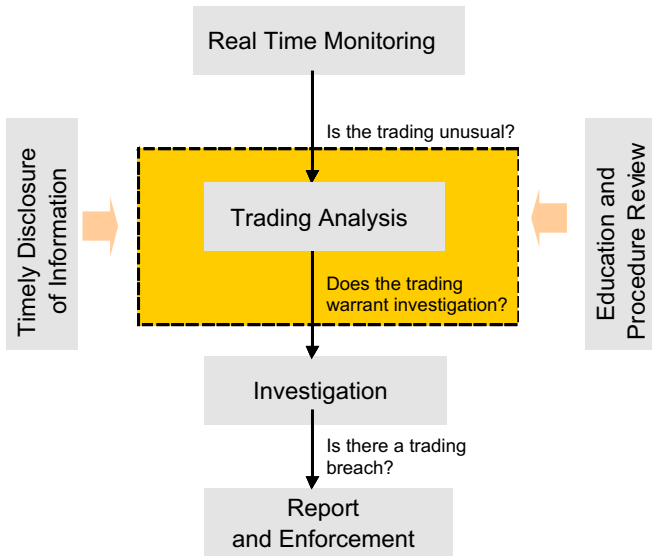 Real Time Monitoring
Is the trading unusual?
Timely Disclosure
of Information
Trading Analysis
Education and
Procedure Review
Does the trading
warrant investigation?
Investigation
Is there a trading
breach?
Report
and Enforcement